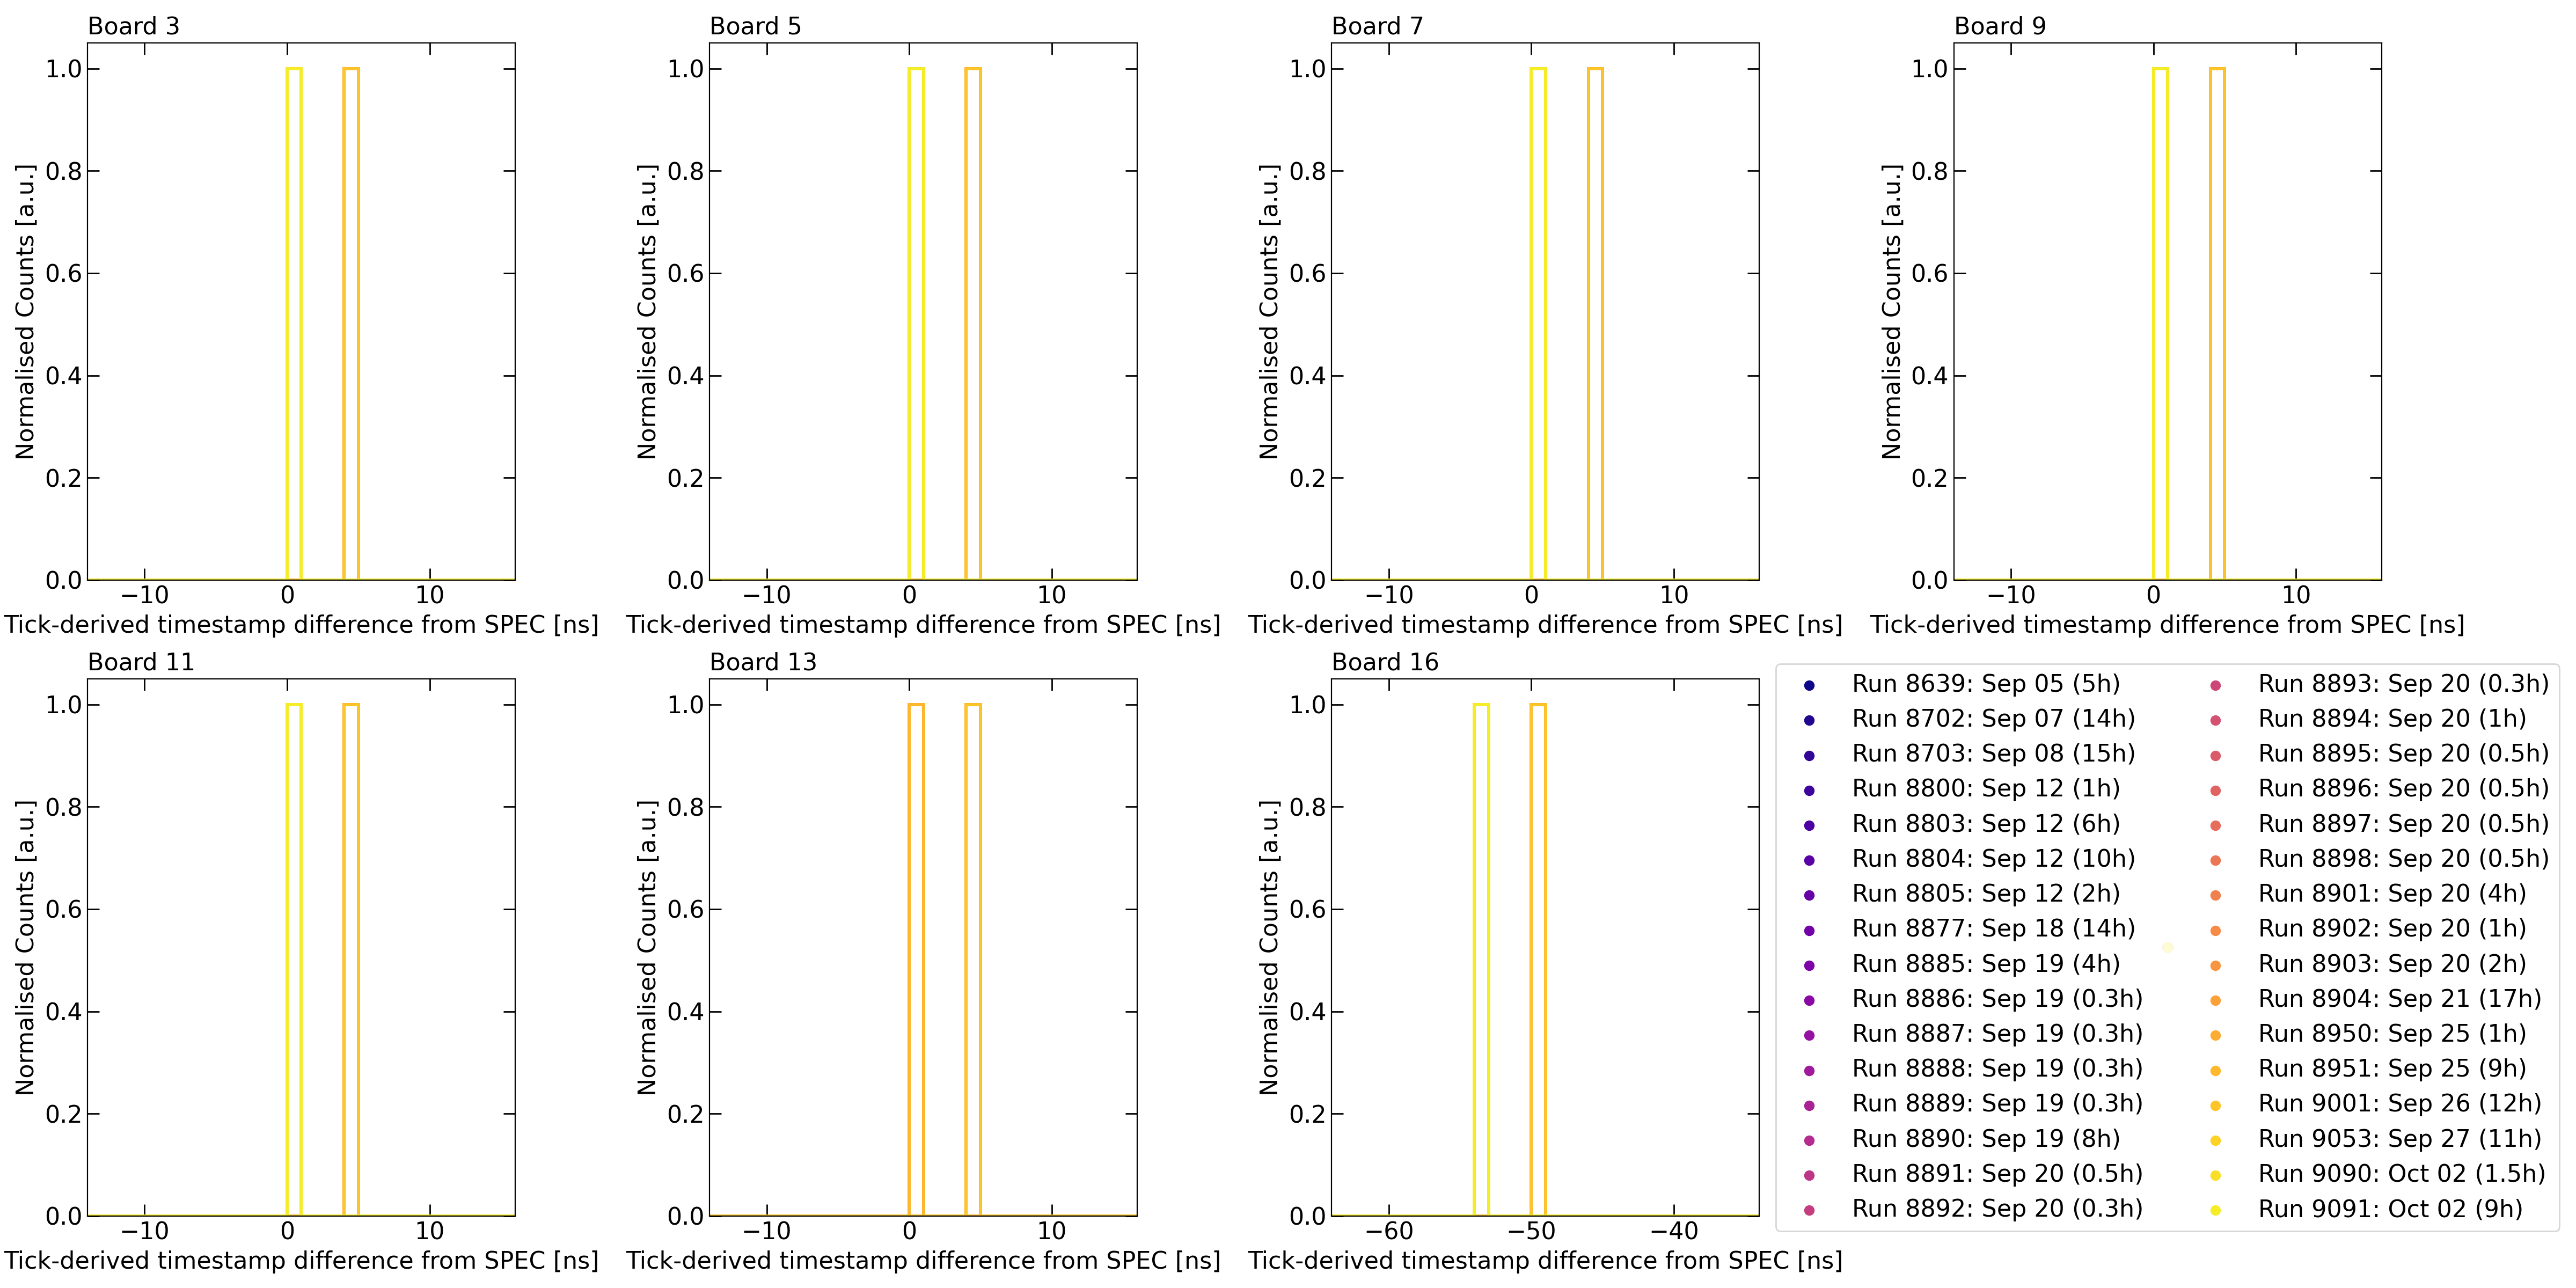 Board 3
1.0
0.8
0.6
0.4
0.2
0.0
−10 0 10
Normalised Counts [a.u.]
Tick-derived timestamp difference from SPEC [ns]
Board 5
1.0
0.8
0.6
0.4
0.2
0.0
−10 0 10
Normalised Counts [a.u.]
Tick-derived timestamp difference from SPEC [ns]
Board 7
1.0
0.8
0.6
0.4
0.2
0.0
−10 0 10
Normalised Counts [a.u.]
Tick-derived timestamp difference from SPEC [ns]
Board 9
1.0
0.8
0.6
0.4
0.2
0.0
−10 0 10
Normalised Counts [a.u.]
Tick-derived timestamp difference from SPEC [ns]
Board 11
1.0
0.8
0.6
0.4
0.2
0.0
−10 0 10
Normalised Counts [a.u.]
Tick-derived timestamp difference from SPEC [ns]
Board 13
1.0
0.8
0.6
0.4
0.2
0.0
−10 0 10
Normalised Counts [a.u.]
Tick-derived timestamp difference from SPEC [ns]
Board 16
1.0
0.8
0.6
0.4
0.2
0.0
−60 −50 −40
Normalised Counts [a.u.]
Tick-derived timestamp difference from SPEC [ns]
Run 8639: Sep 05 (5h)
Run 8702: Sep 07 (14h)
Run 8703: Sep 08 (15h)
Run 8800: Sep 12 (1h)
Run 8803: Sep 12 (6h)
Run 8804: Sep 12 (10h)
Run 8805: Sep 12 (2h)
Run 8877: Sep 18 (14h)
Run 8885: Sep 19 (4h)
Run 8886: Sep 19 (0.3h)
Run 8887: Sep 19 (0.3h)
Run 8888: Sep 19 (0.3h)
Run 8889: Sep 19 (0.3h)
Run 8890: Sep 19 (8h)
Run 8891: Sep 20 (0.5h)
Run 8892: Sep 20 (0.3h)
Run 8893: Sep 20 (0.3h)
Run 8894: Sep 20 (1h)
Run 8895: Sep 20 (0.5h)
Run 8896: Sep 20 (0.5h)
Run 8897: Sep 20 (0.5h)
Run 8898: Sep 20 (0.5h)
Run 8901: Sep 20 (4h)
Run 8902: Sep 20 (1h)
Run 8903: Sep 20 (2h)
Run 8904: Sep 21 (17h)
Run 8950: Sep 25 (1h)
Run 8951: Sep 25 (9h)
Run 9001: Sep 26 (12h)
Run 9053: Sep 27 (11h)
Run 9090: Oct 02 (1.5h)
Run 9091: Oct 02 (9h)